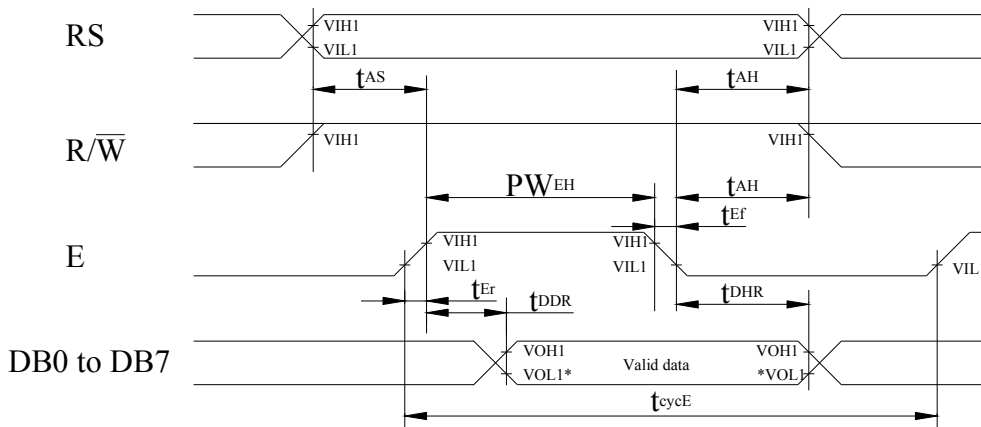 RS
VIH1
VIL1
VIH1
VIL1
tAS
tAH
R/W̅
VIH1
VIH1
PWEH
tAH
tEf
E
VIH1
VIL1
VIH1
VIL1
VIL
tEr
tDDR
tDHR
DB0 to DB7
VOH1
VOL1*
Valid data
VOH1
*VOL1
tcycE